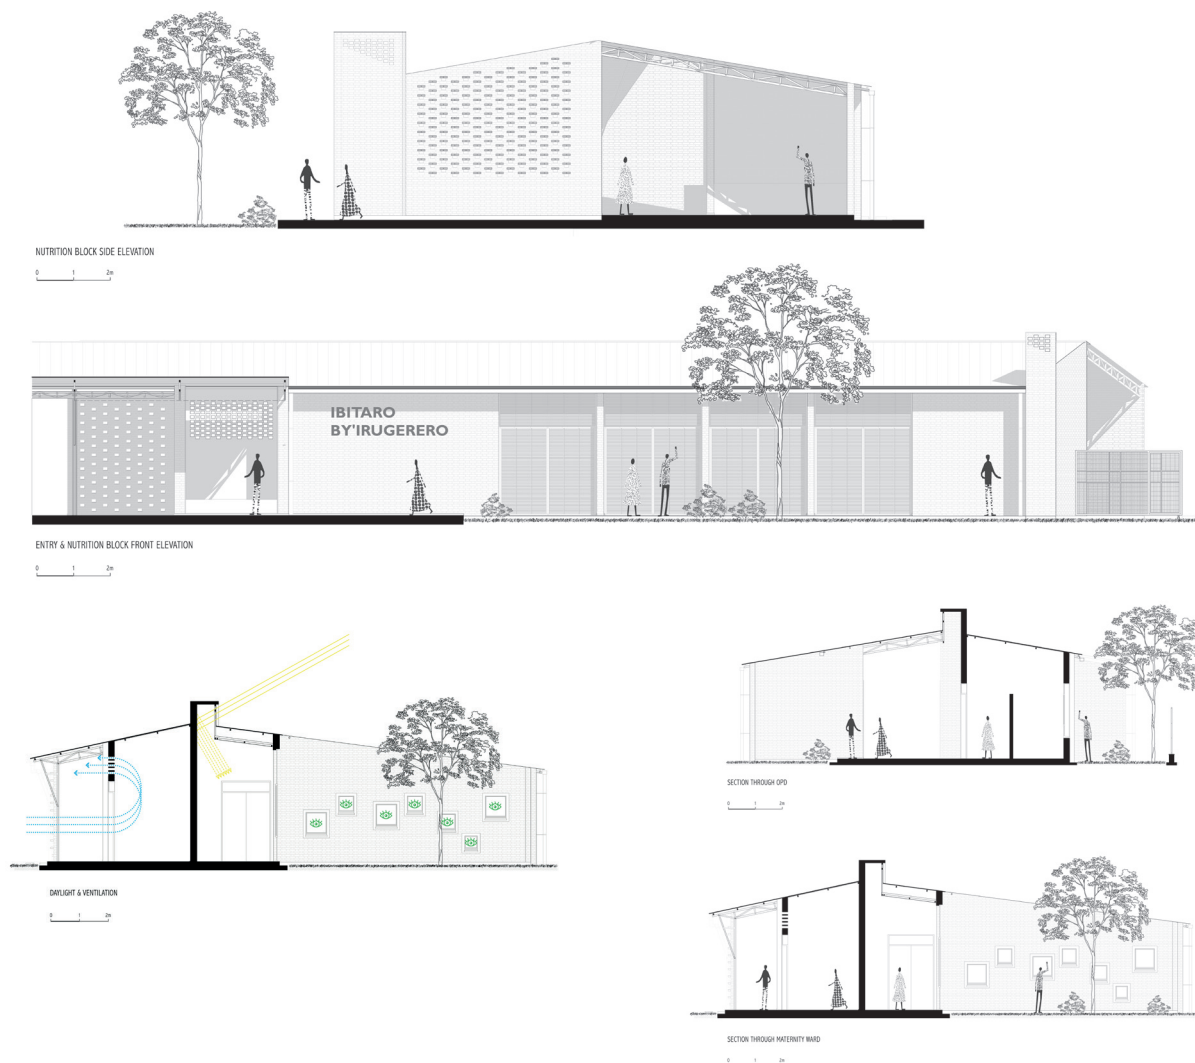 NUTRITION BLOCK SIDE ELEVATION
0 1 2m
IBITARO
BY'IRUGERERO
ENTRY & NUTRITION BLOCK FRONT ELEVATION
0 1 2m
DAYLIGHT & VENTILATION
0 1 2m
SECTION THROUGH OPD
0 1 2m
SECTION THROUGH MATERNITY WARD
0 1 2m